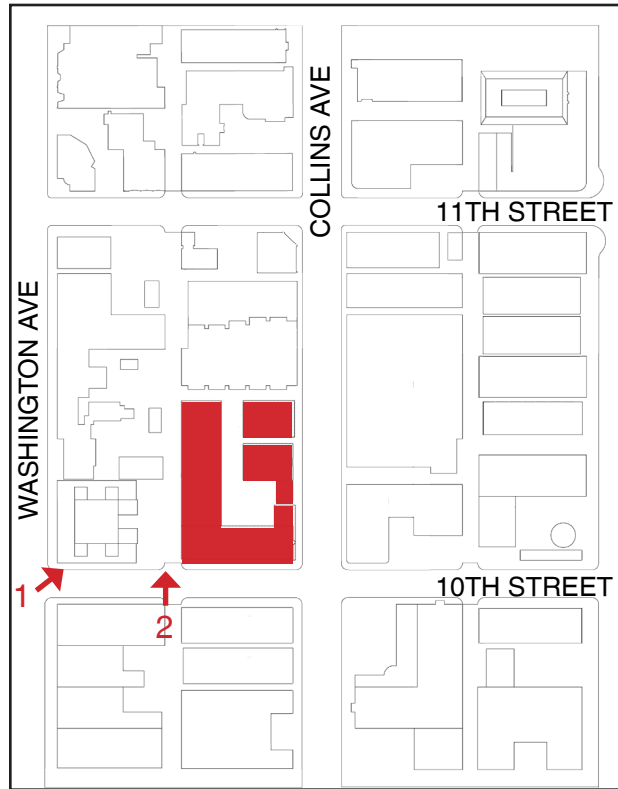 COLLINS AVE
11TH STREET
WASHINGTON AVE
10TH STREET
1
2